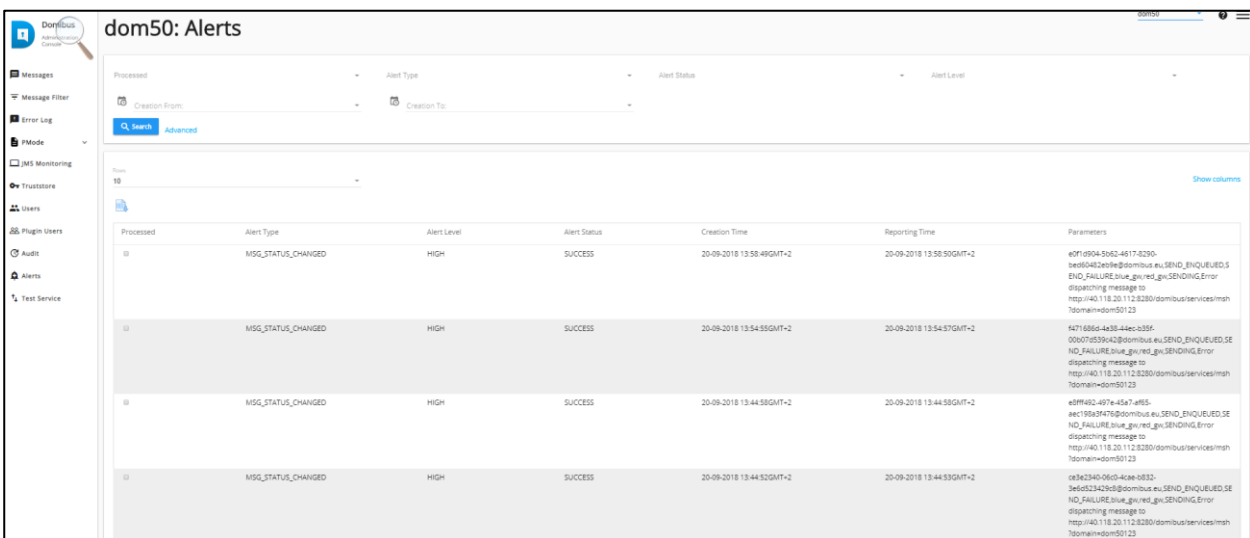 Domibus
Administration
Console
dom50: Alerts
dom50
Messages
Message Filter
Error Log
PMode
JMS Monitoring
Truststore
Users
Plugin Users
Audit
Alerts
Test Service
Processed
Alert Type
Alert Status
Alert Level
Creation From:
Creation To:
Search
Advanced
Rows
10
Show columns
Processed Alert Type Alert Level Alert Status Creation Time Reporting Time Parameters
MSG_STATUS_CHANGED HIGH SUCCESS 20-09-2018 13:58:49GMT+2 20-09-2018 13:58:50GMT+2 e0f1d904-5b62-4617-8290-
bed60482eb9e@domibus.eu,SEND_ENQUEUED,S
END_FAILURE,blue_gw,red_gw,SENDING,Error
dispatching message to
http://40.118.20.112:8280/domibus/services/msh
?domain=dom50123
MSG_STATUS_CHANGED HIGH SUCCESS 20-09-2018 13:54:55GMT+2 20-09-2018 13:54:57GMT+2 f471686d-4a38-44ec-b35f-
00b07d539c42@domibus.eu,SEND_ENQUEUED,SE
ND_FAILURE,blue_gw,red_gw,SENDING,Error
dispatching message to
http://40.118.20.112:8280/domibus/services/msh
?domain=dom50123
MSG_STATUS_CHANGED HIGH SUCCESS 20-09-2018 13:44:58GMT+2 20-09-2018 13:44:58GMT+2 e8fff492-497e-45a7-af65-
aec198a3f476@domibus.eu,SEND_ENQUEUED,SE
ND_FAILURE,blue_gw,red_gw,SENDING,Error
dispatching message to
http://40.118.20.112:8280/domibus/services/msh
?domain=dom50123
MSG_STATUS_CHANGED HIGH SUCCESS 20-09-2018 13:44:52GMT+2 20-09-2018 13:44:53GMT+2 ce3e2340-06c0-4cae-b832-
3e6d523429c8@domibus.eu,SEND_ENQUEUED,SE
ND_FAILURE,blue_gw,red_gw,SENDING,Error
dispatching message to
http://40.118.20.112:8280/domibus/services/msh
?domain=dom50123